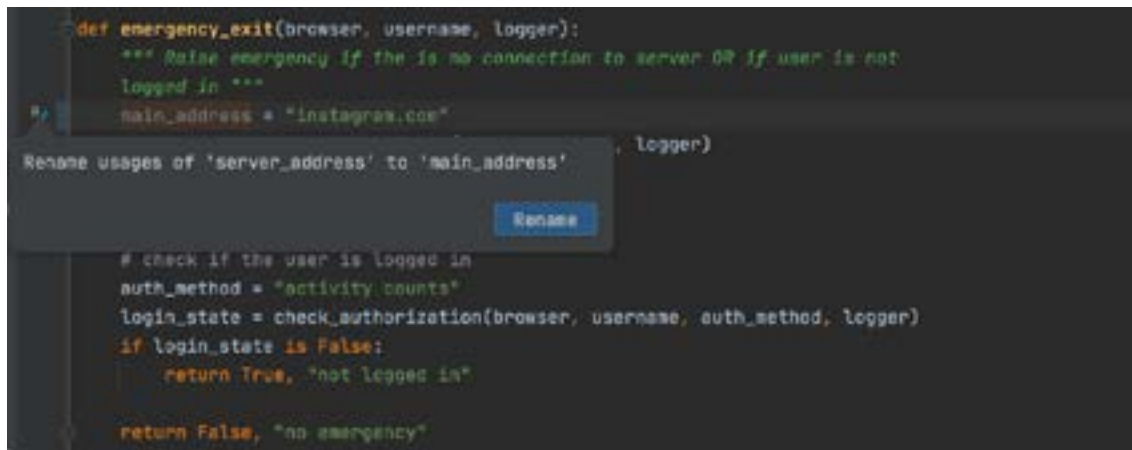 def emergency_exit(browser, username, logger):
""" Raise emergency if the is no connection to server OR if user is not
logged in """
main_address = "instagram.com"
, logger)
Rename usages of 'server_address' to 'main_address'
Rename
# check if the user is logged in
auth_method = "activity counts"
login_state = check_authorization(browser, username, auth_method, logger)
if login_state is False:
return True, "not logged in"
return False, "no emergency"